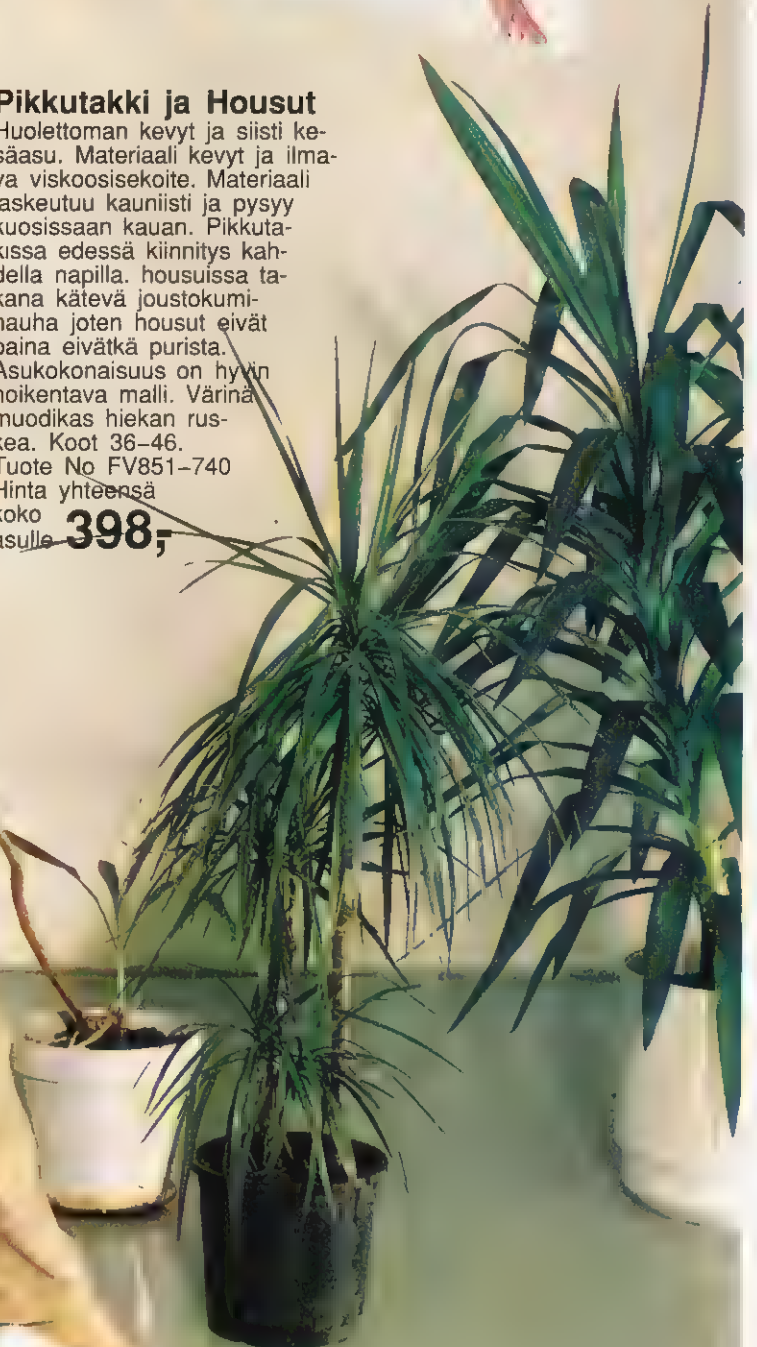 Pikkutakki ja Housut
Huolettoman kevyt ja siisti ke-
säasu. Materiaali kevyt ja ilma-
va viskoosisekoite. Materiaali
laskeutuu kauniisti ja pysyy
kuosissaan kauan. Pikkuta-
kissa edessä kiinnitys kah-
della napilla. housuissa ta-
kana kätevä joustokumi-
nauha joten housut eivät
paina eivätkä purista.
Asukokonaisuus on hyvin
hoikentava malli. Värinä
muodikas hiekan rus-
kea. Koot 36–46.
Tuote No FV851–740
Hinta yhteensä
koko
asulle 398,-